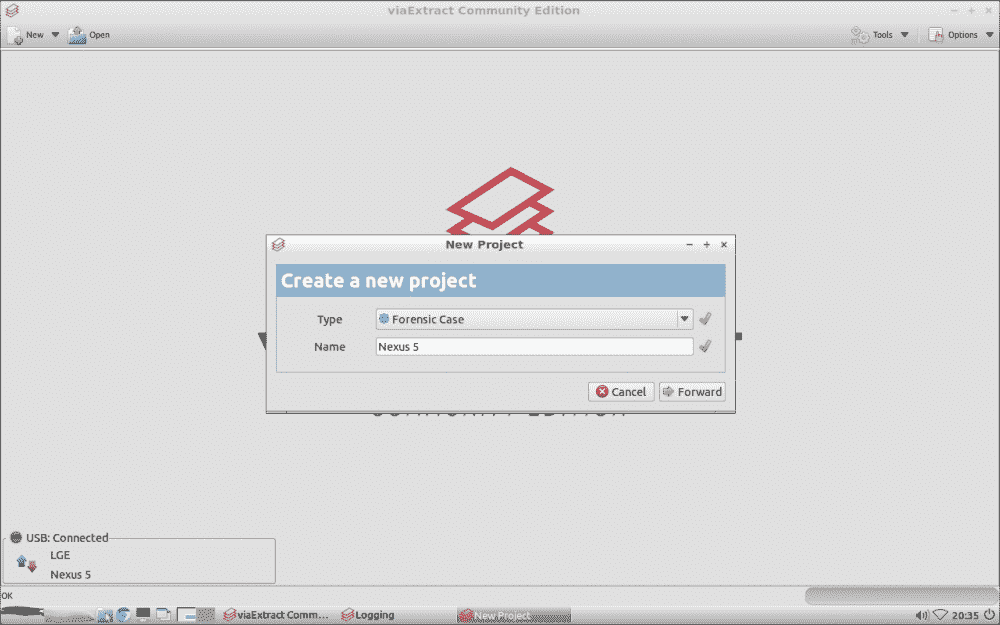 viaExtract Community Edition
New Open Tools Options
New Project
Create a new project
Type Forensic Case
Name Nexus 5
Cancel Forward
USB: Connected
LGE
Nexus 5
OK
viaExtract Comm... Logging New Project 20:35